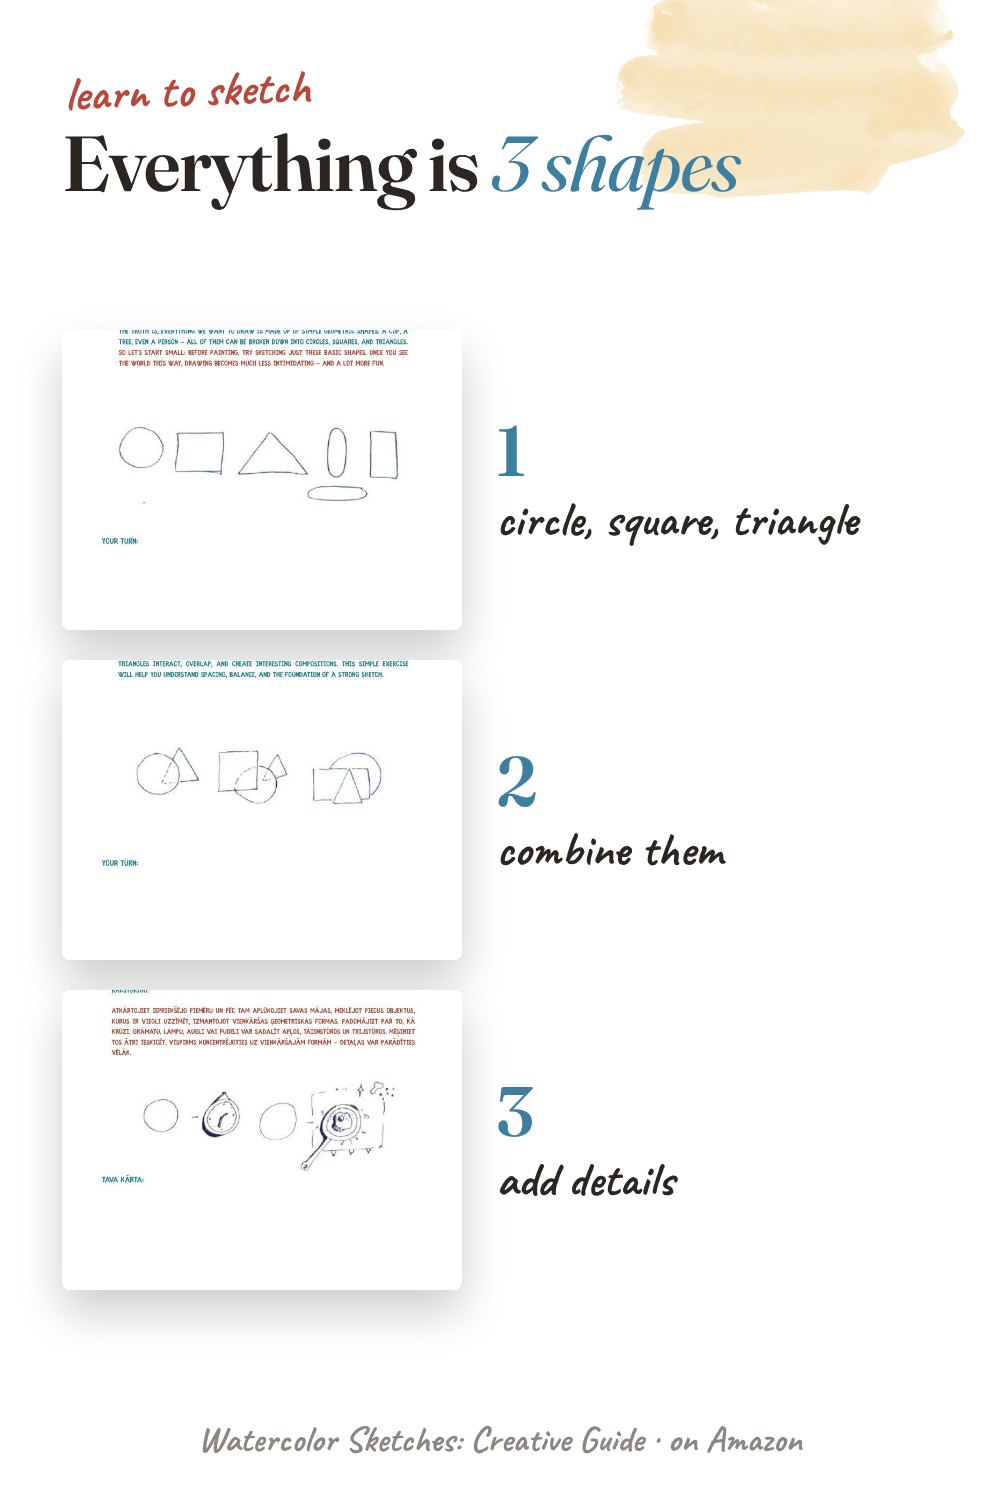 learn to sketch
Everything is 3 shapes
THE TRUTH IS, EVERYTHING WE WANT TO DRAW IS MADE UP OF SIMPLE GEOMETRIC SHAPES. A CUP, A
TREE, EVEN A PERSON – ALL OF THEM CAN BE BROKEN DOWN INTO CIRCLES, SQUARES, AND TRIANGLES.
SO LET'S START SMALL: BEFORE PAINTING, TRY SKETCHING JUST THESE BASIC SHAPES. ONCE YOU SEE
THE WORLD THIS WAY, DRAWING BECOMES MUCH LESS INTIMIDATING – AND A LOT MORE FUN.
YOUR TURN:
1
circle, square, triangle
TRIANGLES INTERACT, OVERLAP, AND CREATE INTERESTING COMPOSITIONS. THIS SIMPLE EXERCISE
WILL HELP YOU UNDERSTAND SPACING, BALANCE, AND THE FOUNDATION OF A STRONG SKETCH.
YOUR TURN:
2
combine them
ATKĀRTOJIET IEPRIEKŠĒJO PIEMĒRU UN PĒC TAM APLŪKOJIET SAVAS MĀJAS, MEKLĒJOT PIECUS OBJEKTUS,
KURUS IR VIEGLI UZZĪMĒT, IZMANTOJOT VIENKĀRŠAS ĢEOMETRISKAS FORMAS. PADOMĀJIET PAR TO, KĀ
KRŪZI, GRĀMATU, LAMPU, AUGLI VAI PUDELI VAR SADALĪT APĻOS, TAISNSTŪROS UN TRIJSTŪROS. MĒĢINIET
TOS ĀTRI IESKICĒT, VISPIRMS KONCENTRĒJOTIES UZ VIENKĀRŠAJĀM FORMĀM – DETAĻAS VAR PARĀDĪTIES
VĒLĀK.
TAVA KĀRTA:
3
add details
Watercolor Sketches: Creative Guide · on Amazon